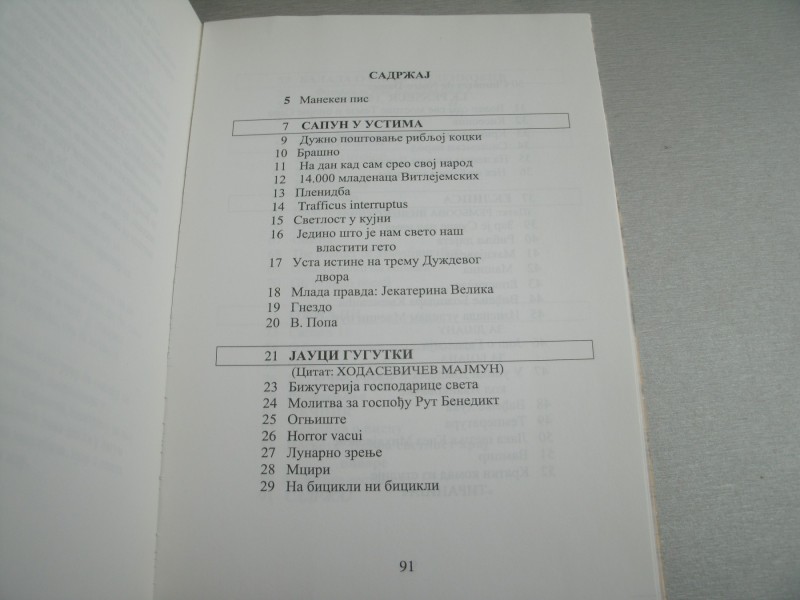 САДРЖАЈ
5 Манекен пис
7 САПУН У УСТИМА
9 Дужно поштовање рибљој коцки
10 Брашно
11 На дан кад сам срео свој народ
12 14.000 младенаца Витлејемских
13 Пленидба
14 Trafficus interruptus
15 Светлост у кујни
16 Једино што је нам свето наш
властити гето
17 Уста истине на трему Дуждевог
двора
18 Млада правда: Јекатерина Велика
19 Гнездо
20 В. Попа
21 ЈАУЦИ ГУГУТКИ
(Цитат: ХОДАСЕВИЧЕВ МАЈМУН)
23 Бижутерија господарице света
24 Молитва за госпођу Рут Бенедикт
25 Огњиште
26 Horror vacui
27 Лунарно зрење
28 Мцири
29 На бицикли ни бицикли
91